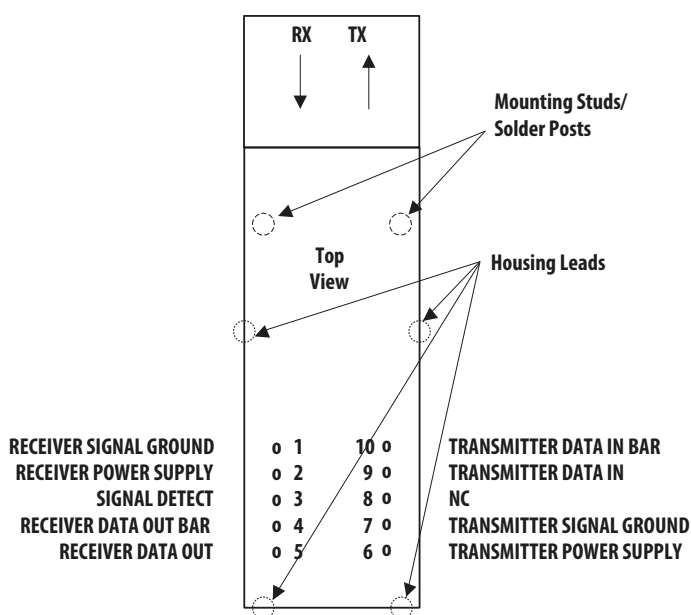 RX TX
Mounting Studs/
Solder Posts
Top
View
Housing Leads
RECEIVER SIGNAL GROUND o 1 10 o TRANSMITTER DATA IN BAR
RECEIVER POWER SUPPLY o 2 9 o TRANSMITTER DATA IN
SIGNAL DETECT o 3 8 o NC
RECEIVER DATA OUT BAR o 4 7 o TRANSMITTER SIGNAL GROUND
RECEIVER DATA OUT o 5 6 o TRANSMITTER POWER SUPPLY